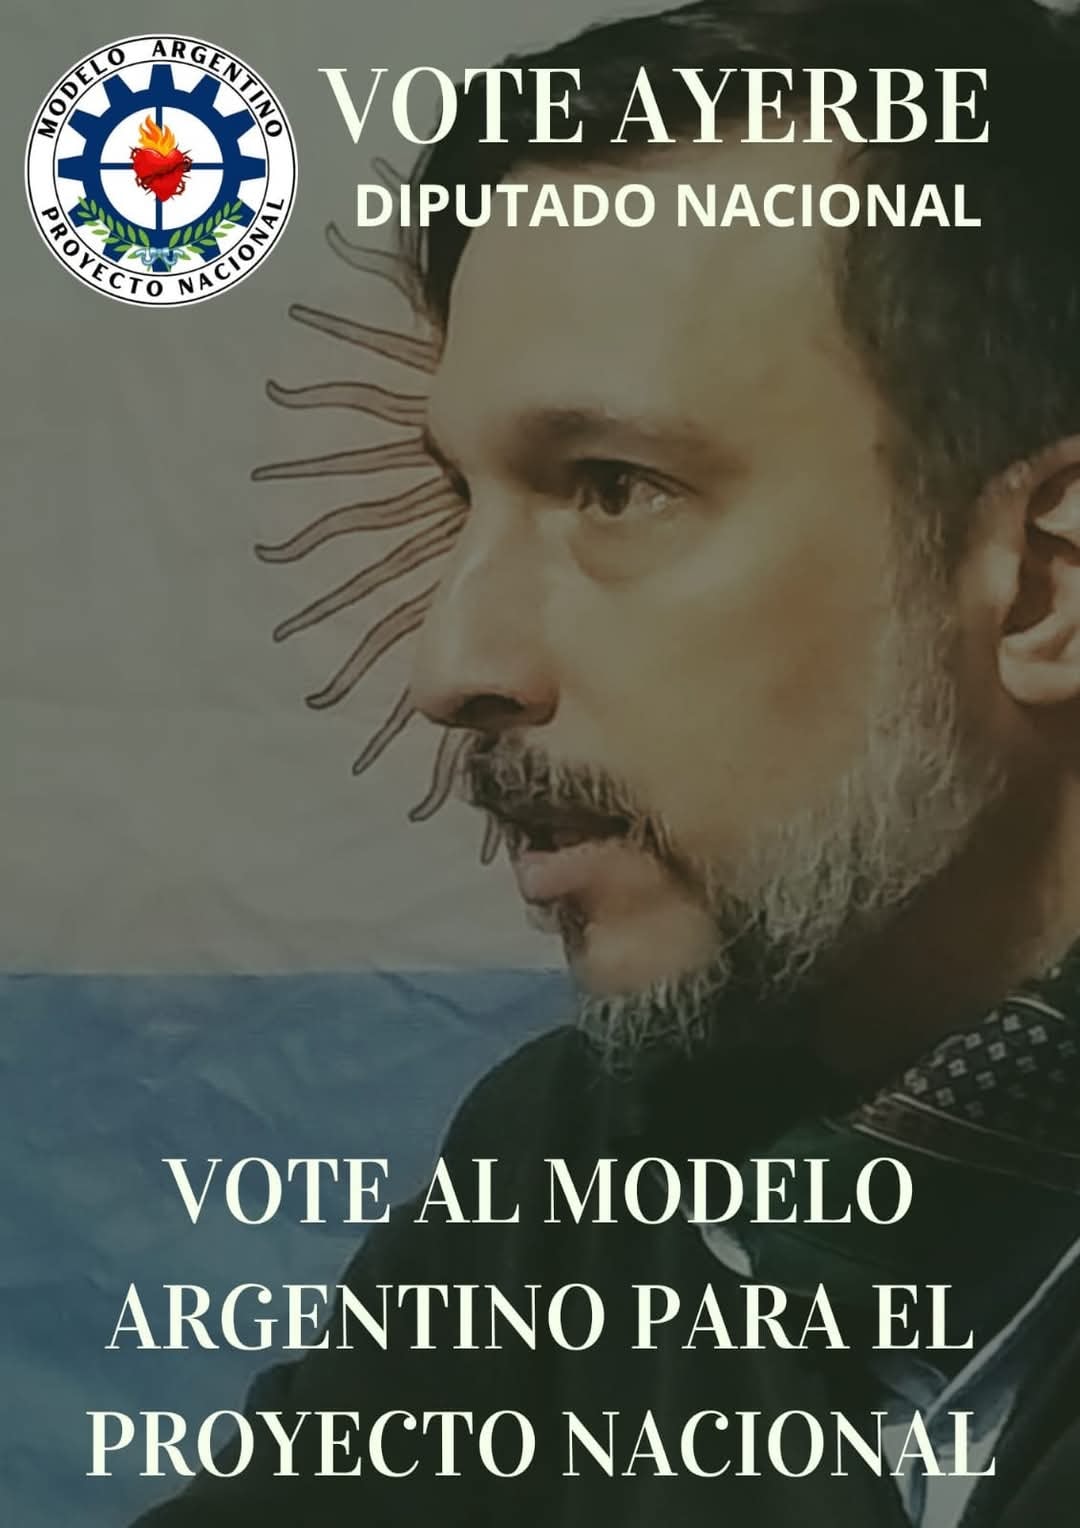 MODELO ARGENTINO
PROYECTO NACIONAL
VOTE AYERBE
DIPUTADO NACIONAL
VOTE AL MODELO
ARGENTINO PARA EL
PROYECTO NACIONAL